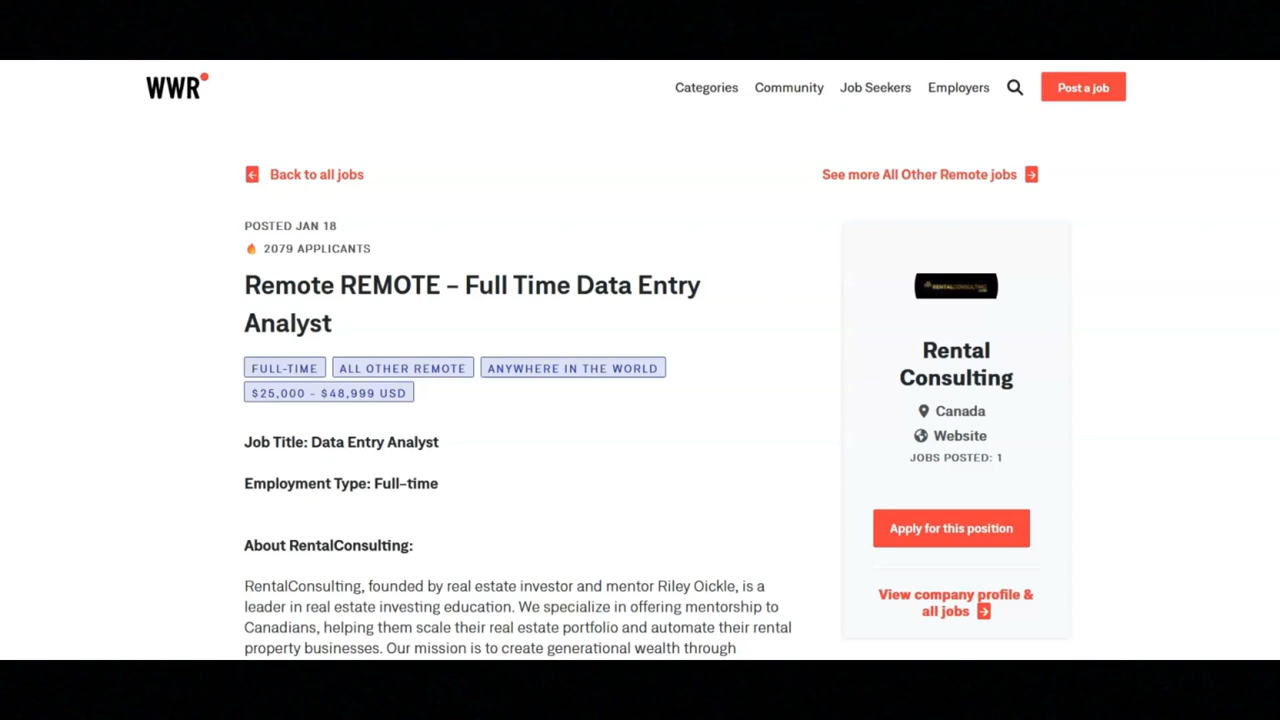 WWR
Categories Community Job Seekers Employers Post a job
Back to all jobs
See more All Other Remote jobs
POSTED JAN 18
2079 APPLICANTS
Remote REMOTE – Full Time Data Entry
Analyst
FULL-TIME ALL OTHER REMOTE ANYWHERE IN THE WORLD
$25,000 - $48,999 USD
Job Title: Data Entry Analyst
Employment Type: Full-time
About RentalConsulting:
RentalConsulting, founded by real estate investor and mentor Riley Oickle, is a
leader in real estate investing education. We specialize in offering mentorship to
Canadians, helping them scale their real estate portfolio and automate their rental
property businesses. Our mission is to create generational wealth through
RENTALCONSULTING
Rental
Consulting
Canada
Website
JOBS POSTED: 1
Apply for this position
View company profile &
all jobs